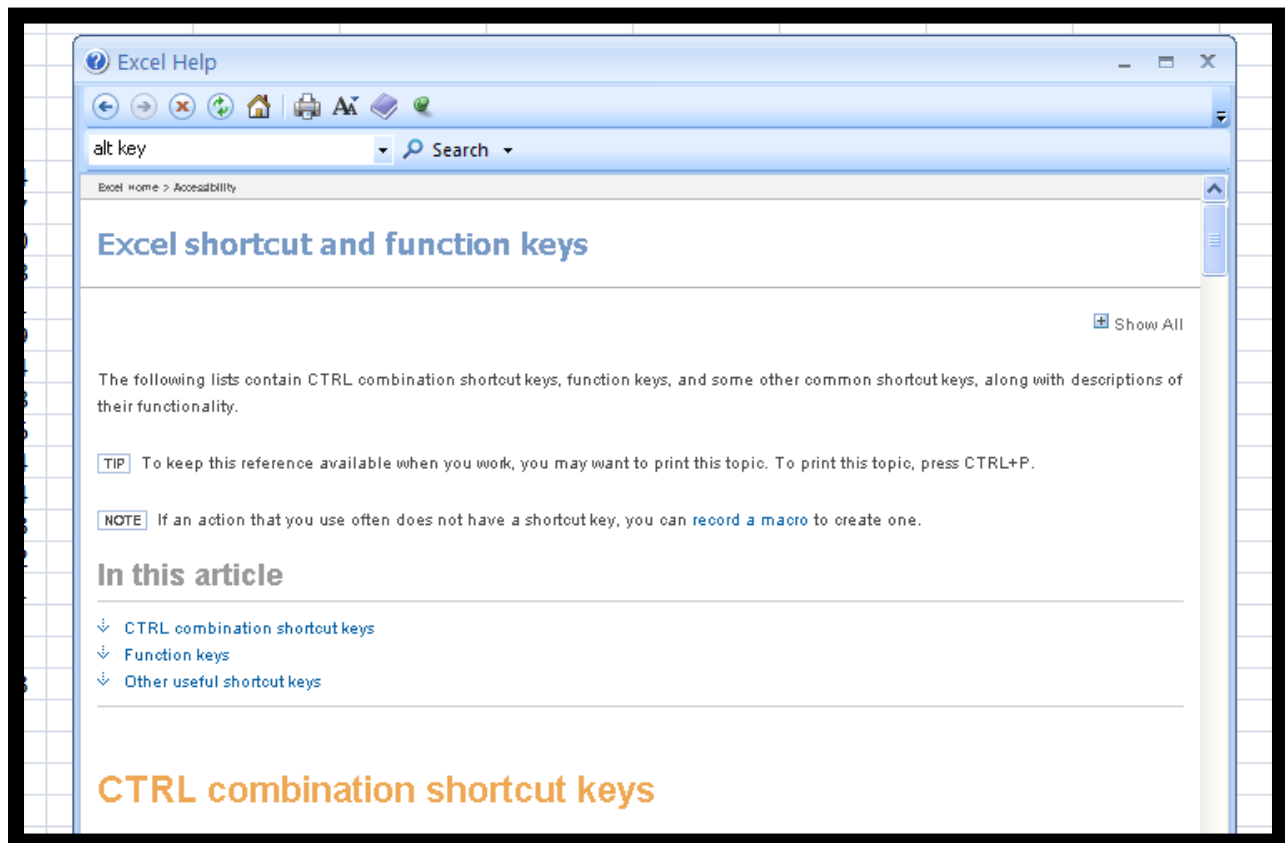 Excel Help
alt key
Search
Excel Home > Accessibility
Excel shortcut and function keys
Show All
The following lists contain CTRL combination shortcut keys, function keys, and some other common shortcut keys, along with descriptions of
their functionality.
TIP To keep this reference available when you work, you may want to print this topic. To print this topic, press CTRL+P.
NOTE If an action that you use often does not have a shortcut key, you can record a macro to create one.
In this article
CTRL combination shortcut keys
Function keys
Other useful shortcut keys
CTRL combination shortcut keys